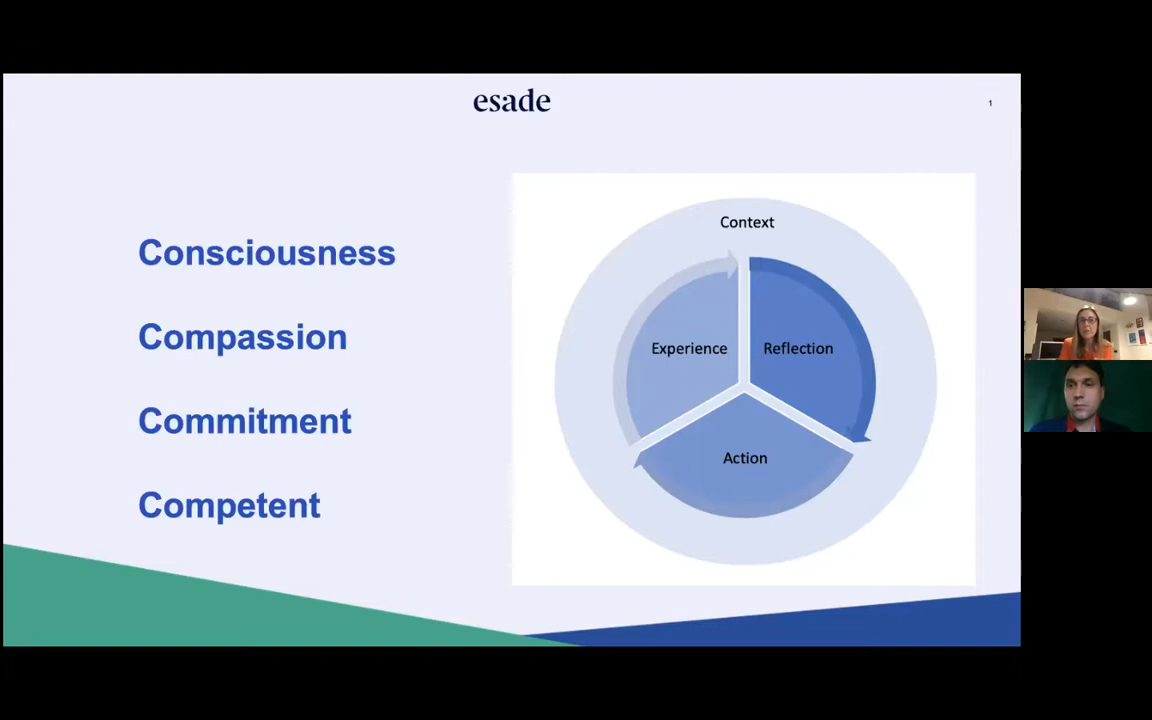 esade
1
Consciousness
Compassion
Commitment
Competent
Context
Experience
Reflection
Action